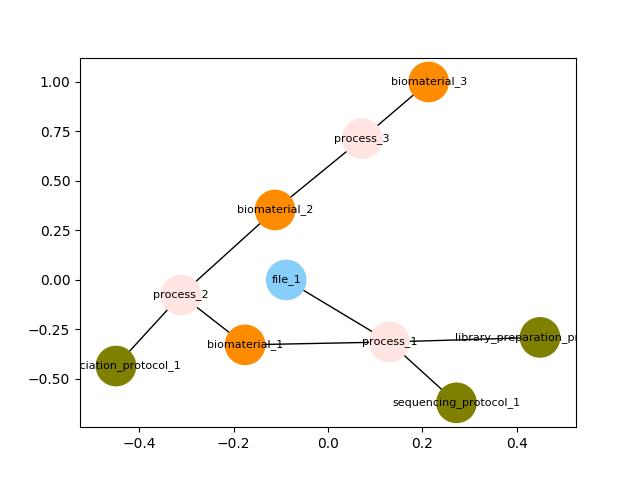 1.00
0.75
0.50
0.25
0.00
−0.25
−0.50
biomaterial_3
process_3
biomaterial_2
file_1
process_2
biomaterial_1
process_1
library_preparation_pr
ciation_protocol_1
sequencing_protocol_1
−0.4
−0.2
0.0
0.2
0.4